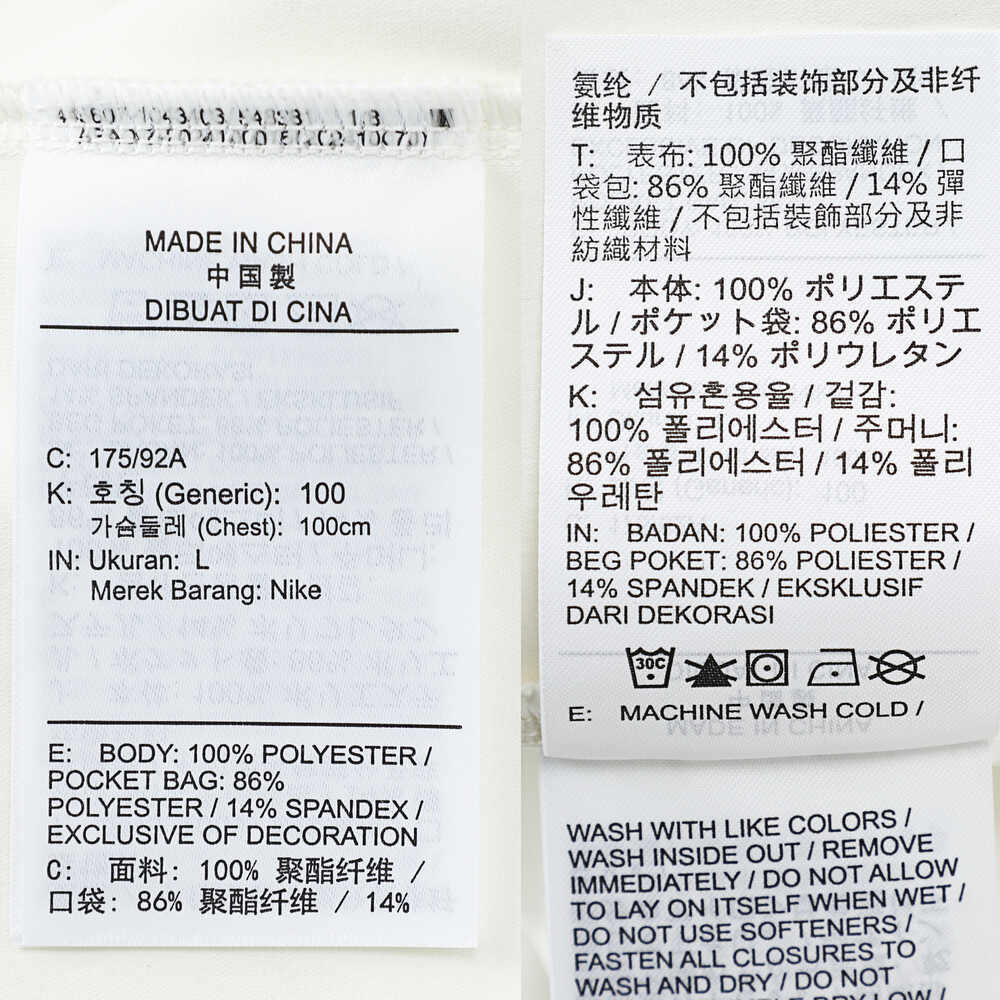 MADE IN CHINA
中国製
DIBUAT DI CINA
C: 175/92A
K: 호칭 (Generic): 100
가슴둘레 (Chest): 100cm
IN: Ukuran: L
Merek Barang: Nike
E: BODY: 100% POLYESTER /
POCKET BAG: 86%
POLYESTER / 14% SPANDEX /
EXCLUSIVE OF DECORATION
C: 面料: 100% 聚酯纤维 /
口袋: 86% 聚酯纤维 / 14%
氨纶 / 不包括装饰部分及非纤
维物质
T: 表布: 100% 聚酯纖維 / 口
袋包: 86% 聚酯纖維 / 14% 彈
性纖維 / 不包括裝飾部分及非
紡織材料
J: 本体: 100% ポリエステ
ル / ポケット袋: 86% ポリエ
ステル / 14% ポリウレタン
K: 섬유혼용율 / 겉감:
100% 폴리에스터 / 주머니:
86% 폴리에스터 / 14% 폴리
우레탄
IN: BADAN: 100% POLIESTER /
BEG POKET: 86% POLIESTER /
14% SPANDEK / EKSKLUSIF
DARI DEKORASI
30C
E: MACHINE WASH COLD /
WASH WITH LIKE COLORS /
WASH INSIDE OUT / REMOVE
IMMEDIATELY / DO NOT ALLOW
TO LAY ON ITSELF WHEN WET /
DO NOT USE SOFTENERS /
FASTEN ALL CLOSURES TO
WASH AND DRY / DO NOT
DRY LOW /